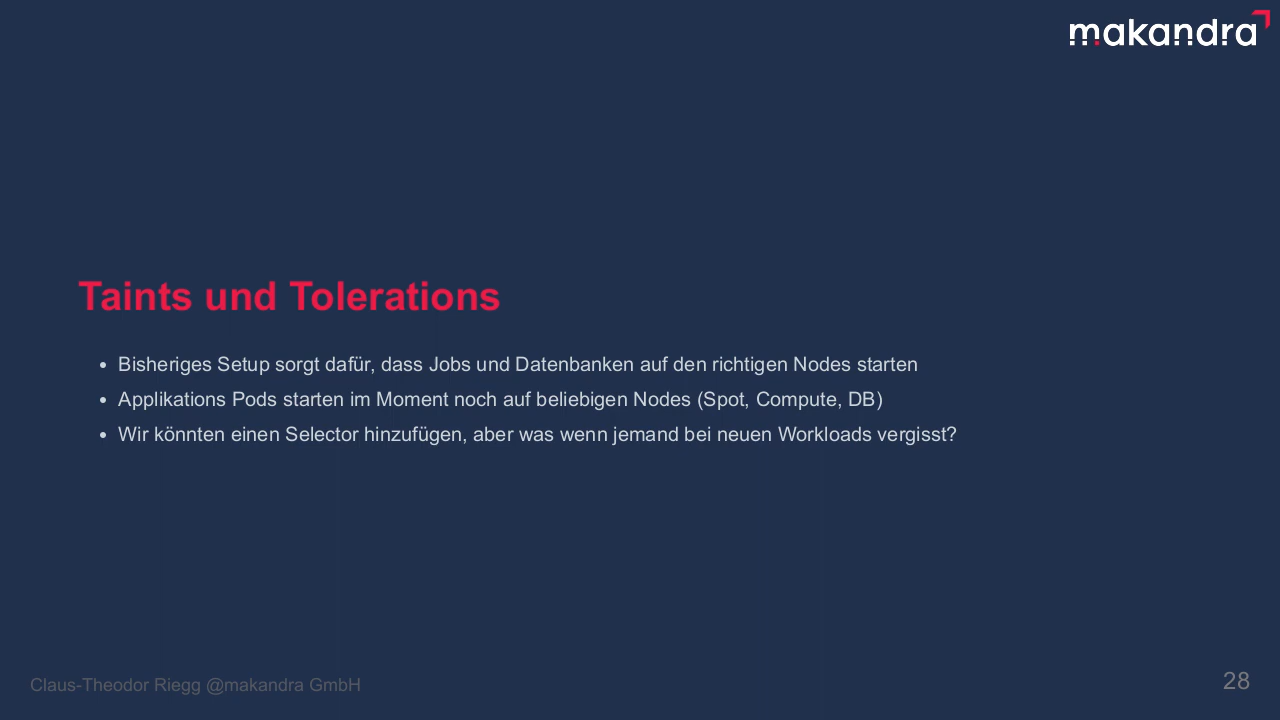 makandra
Taints und Tolerations
• Bisheriges Setup sorgt dafür, dass Jobs und Datenbanken auf den richtigen Nodes starten
• Applikations Pods starten im Moment noch auf beliebigen Nodes (Spot, Compute, DB)
• Wir könnten einen Selector hinzufügen, aber was wenn jemand bei neuen Workloads vergisst?
Claus-Theodor Riegg @makandra GmbH
28